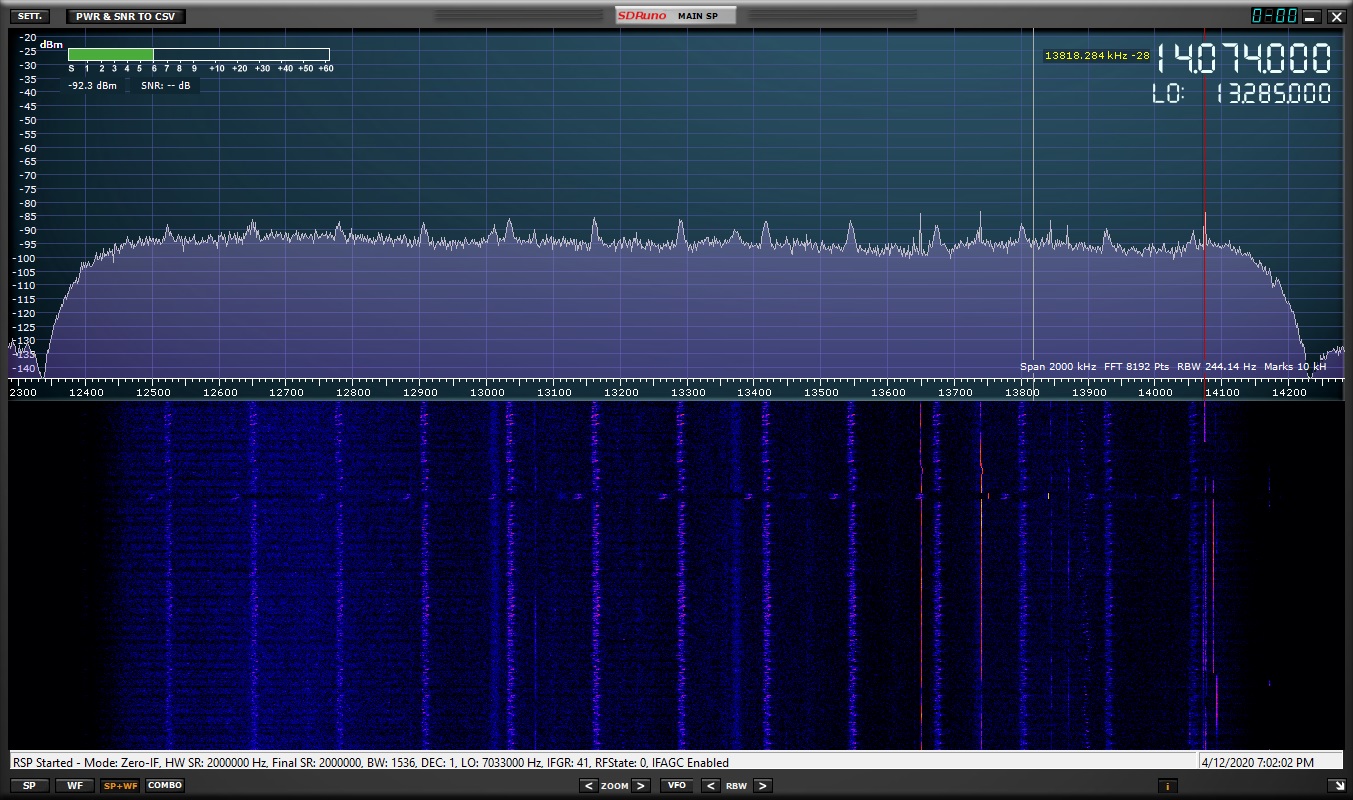 SETT. PWR & SNR TO CSV SDRuno MAIN SP 0-00
dBm
S 1 2 3 4 5 6 7 8 9 +10 +20 +30 +40 +50 +60
-92.3 dBm SNR: -- dB
13818.284 kHz -28 14.074.000
LO: 13.285.000
-20
-25
-30
-35
-40
-45
-50
-55
-60
-65
-70
-75
-80
-85
-90
-95
-100
-105
-110
-115
-120
-125
-130
-135
-140
Span 2000 kHz FFT 8192 Pts RBW 244.14 Hz Marks 10 kH
2300 12400 12500 12600 12700 12800 12900 13000 13100 13200 13300 13400 13500 13600 13700 13800 13900 14000 14100 14200
RSP Started - Mode: Zero-IF, HW SR: 2000000 Hz, Final SR: 2000000, BW: 1536, DEC: 1, LO: 7033000 Hz, IFGR: 41, RFState: 0, IFAGC Enabled 4/12/2020 7:02:02 PM
SP WF SP+WF COMBO < ZOOM > VFO < RBW > i